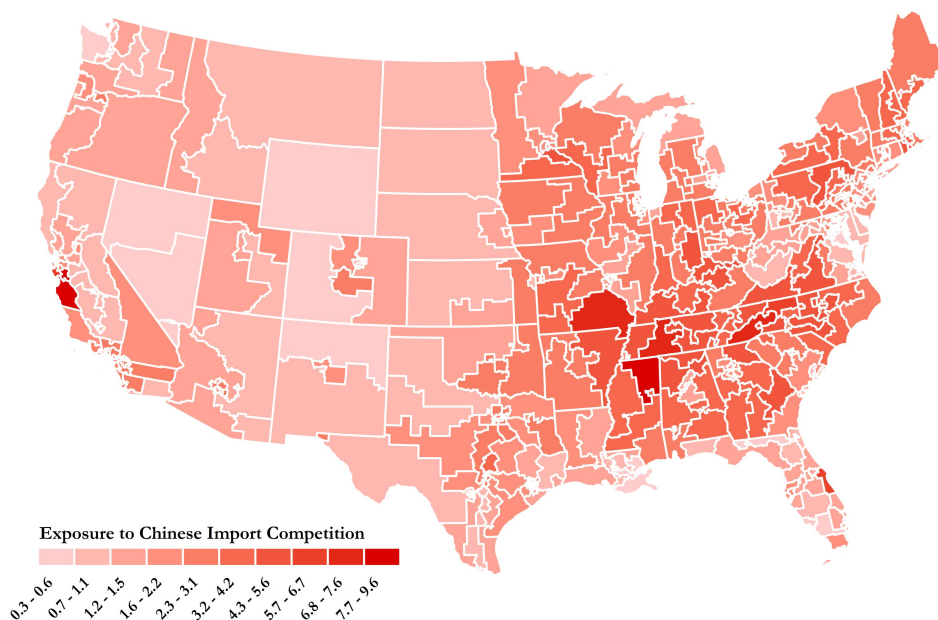 Exposure to Chinese Import Competition
0.3 - 0.6
0.7 - 1.1
1.2 - 1.5
1.6 - 2.2
2.3 - 3.1
3.2 - 4.2
4.3 - 5.6
5.7 - 6.7
6.8 - 7.6
7.7 - 9.6